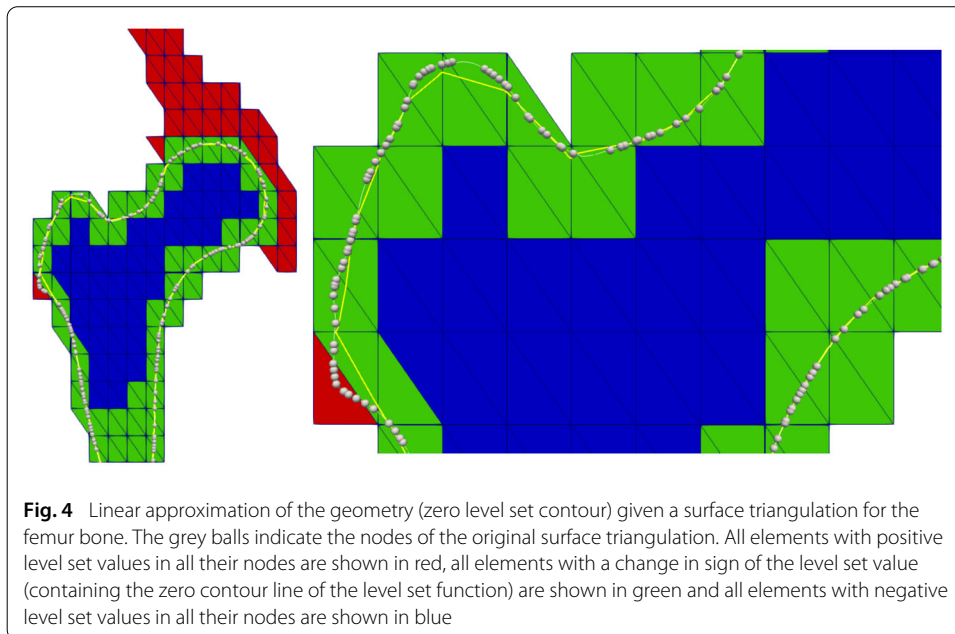 Fig. 4 Linear approximation of the geometry (zero level set contour) given a surface triangulation for the
femur bone. The grey balls indicate the nodes of the original surface triangulation. All elements with positive
level set values in all their nodes are shown in red, all elements with a change in sign of the level set value
(containing the zero contour line of the level set function) are shown in green and all elements with negative
level set values in all their nodes are shown in blue